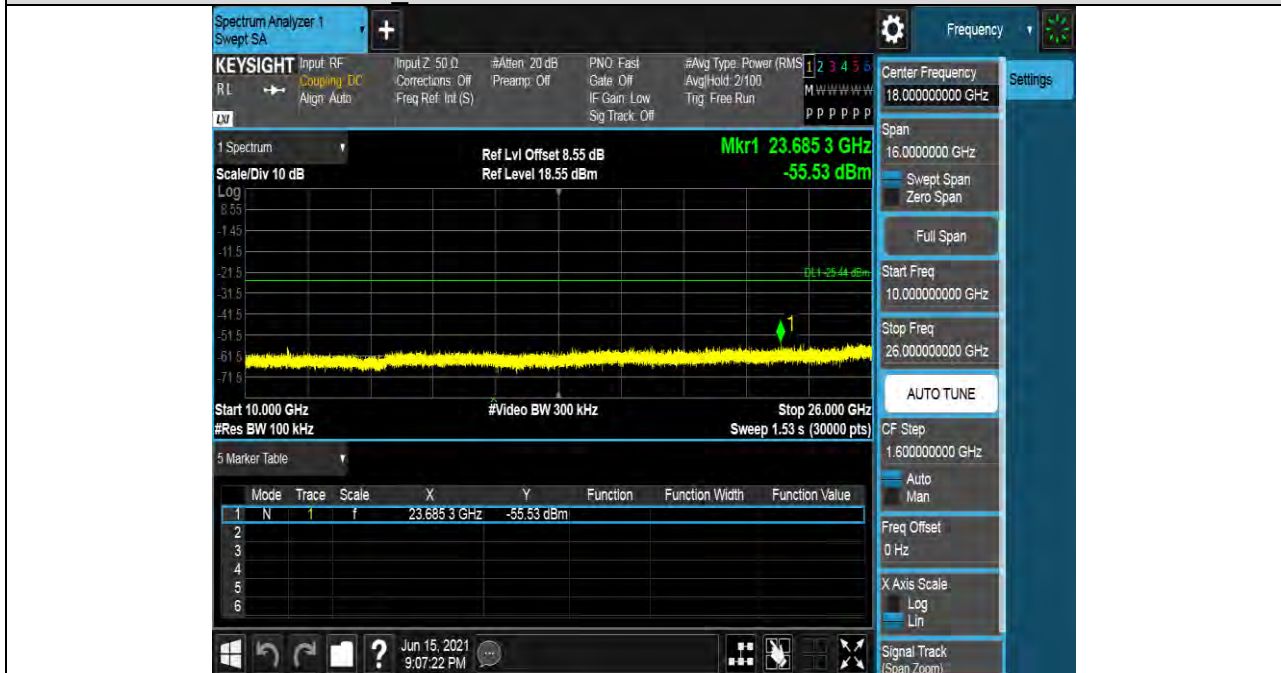 Spectrum Analyzer 1
Swept SA
+
Frequency
KEYSIGHT
RL
LXI
Input: RF
Coupling: DC
Align: Auto
Input Z: 50 Ω
Corrections: Off
Freq Ref: Int (S)
#Atten: 20 dB
Preamp: Off
PNO: Fast
Gate: Off
IF Gain: Low
Sig Track: Off
#Avg Type: Power (RMS
Avg|Hold: 2/100
Trig: Free Run
1 2 3 4 5 6
M W W W W W
P P P P P P
1 Spectrum
Scale/Div 10 dB
Ref Lvl Offset 8.55 dB
Ref Level 18.55 dBm
Mkr1 23.685 3 GHz
-55.53 dBm
Log
8.55
-1.45
-11.5
-21.5
-31.5
-41.5
-51.5
-61.5
-71.5
DL1 -25.44 dBm
1
Start 10.000 GHz
#Video BW 300 kHz
Stop 26.000 GHz
#Res BW 100 kHz
Sweep 1.53 s (30000 pts)
5 Marker Table
Mode Trace Scale X Y Function Function Width Function Value
1 N 1 f 23.685 3 GHz -55.53 dBm
2
3
4
5
6
?
Jun 15, 2021
9:07:22 PM
Center Frequency
18.000000000 GHz
Settings
Span
16.0000000 GHz
Swept Span
Zero Span
Full Span
Start Freq
10.000000000 GHz
Stop Freq
26.000000000 GHz
AUTO TUNE
CF Step
1.600000000 GHz
Auto
Man
Freq Offset
0 Hz
X Axis Scale
Log
Lin
Signal Track
(Span Zoom)